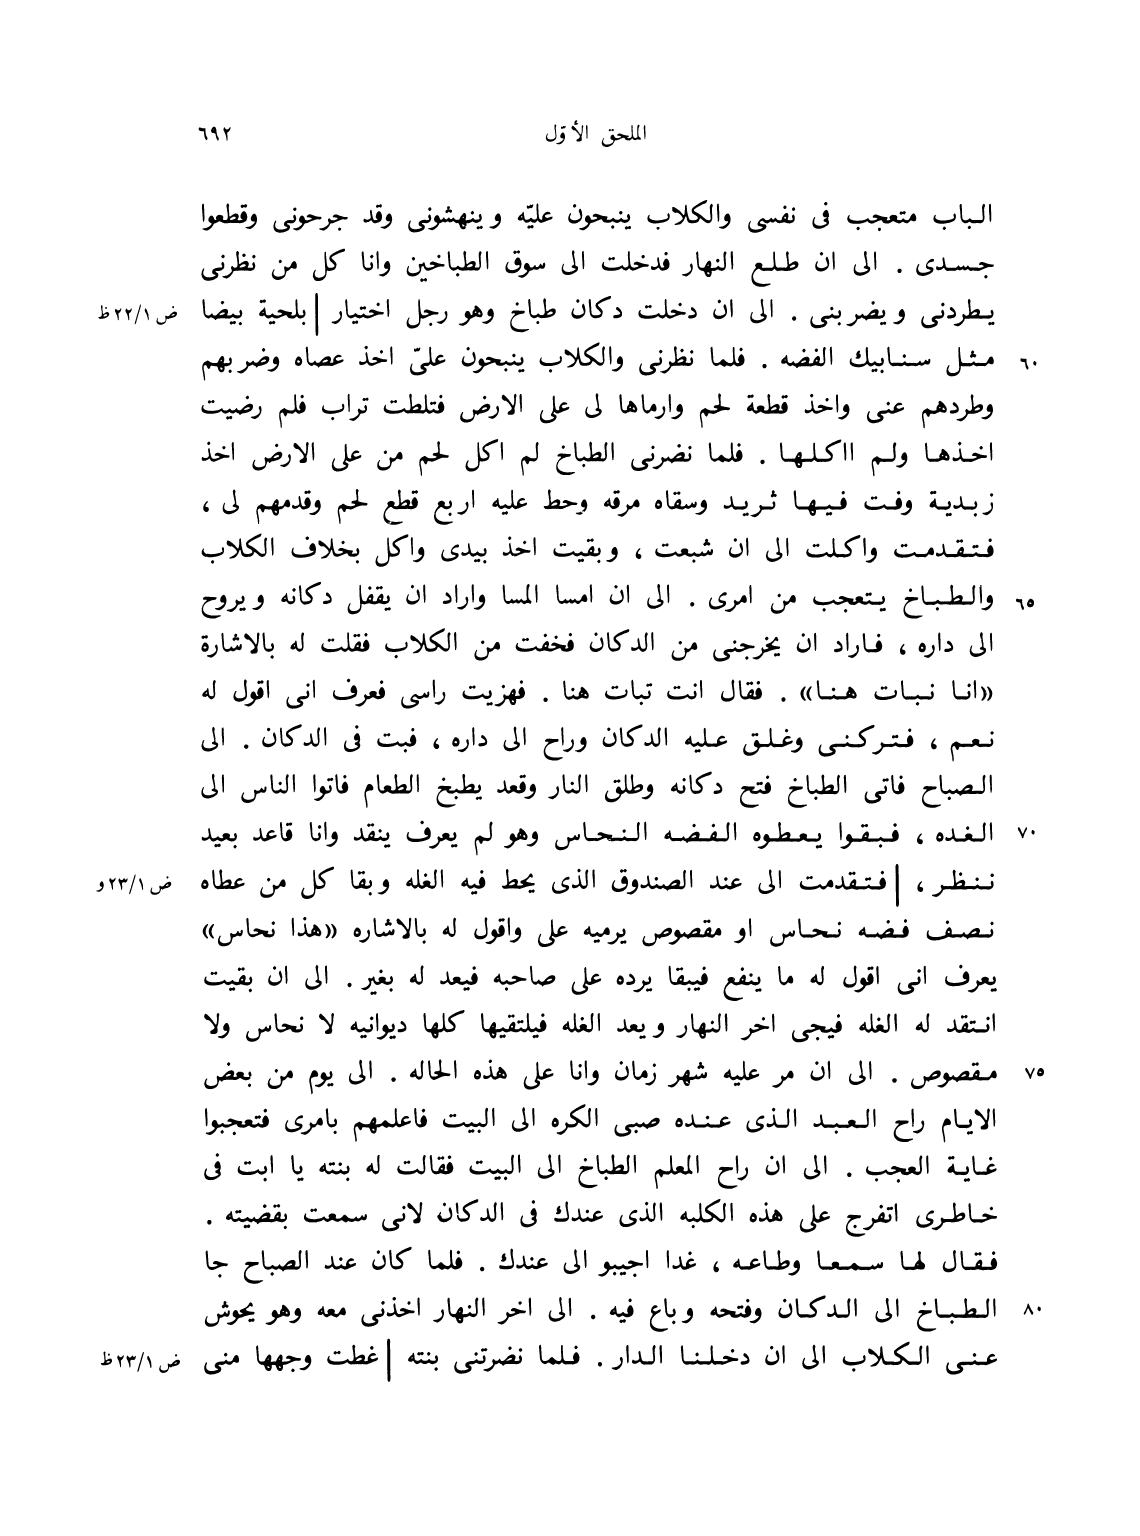 الملحق الأوّل ٦٩٢
الباب متعجب فى نفسى والكلاب ينبحون عليّه وينهشونى وقد جرحونى وقطعوا
جسدى . الى ان طلع النهار فدخلت الى سوق الطباخين وانا كل من نظرنى
يطردنى ويضربنى . الى ان دخلت دكان طباخ وهو رجل اختيار | بلحية بيضا ض ٢٢/١ظ
٦٠ مثل سنابيك الفضه . فلما نظرنى والكلاب ينبحون علىّ اخذ عصاه وضربهم
وطردهم عنى واخذ قطعة لحم وارماها لى على الارض فتلطت تراب فلم رضيت
اخذها ولم ااكلها . فلما نضرنى الطباخ لم اكل لحم من على الارض اخذ
زبدية وفت فيها ثريد وسقاه مرقه وحط عليه اربع قطع لحم وقدمهم لى ،
فتقدمت واكلت الى ان شبعت ، وبقيت اخذ بيدى واكل بخلاف الكلاب
٦٥ والطباخ يتعجب من امرى . الى ان امسا المسا واراد ان يقفل دكانه ويروح
الى داره ، فاراد ان يخرجنى من الدكان فخفت من الكلاب فقلت له بالاشارة
«انا نبات هنا» . فقال انت تبات هنا . فهزيت راسى فعرف انى اقول له
نعم ، فتركنى وغلق عليه الدكان وراح الى داره ، فبت فى الدكان . الى
الصباح فاتى الطباخ فتح دكانه وطلق النار وقعد يطبخ الطعام فاتوا الناس الى
٧٠ الغده ، فبقوا يعطوه الفضه النحاس وهو لم يعرف ينقد وانا قاعد بعيد
ننظر ، | فتقدمت الى عند الصندوق الذى يحط فيه الغله وبقا كل من عطاه ض ٢٣/١و
نصف فضه نحاس او مقصوص يرميه على واقول له بالاشاره «هذا نحاس»
يعرف انى اقول له ما ينفع فيبقا يرده على صاحبه فيعد له بغير . الى ان بقيت
انتقد له الغله فيجى اخر النهار ويعد الغله فيلتقيها كلها ديوانيه لا نحاس ولا
٧٥ مقصوص . الى ان مر عليه شهر زمان وانا على هذه الحاله . الى يوم من بعض
الايام راح العبد الذى عنده صبى الكره الى البيت فاعلمهم بامرى فتعجبوا
غاية العجب . الى ان راح المعلم الطباخ الى البيت فقالت له بنته يا ابت فى
خاطرى اتفرج على هذه الكلبه الذى عندك فى الدكان لانى سمعت بقضيته .
فقال لها سمعا وطاعه ، غدا اجيبو الى عندك . فلما كان عند الصباح جا
٨٠ الطباخ الى الدكان وفتحه وباع فيه . الى اخر النهار اخذنى معه وهو يحوش
عنى الكلاب الى ان دخلنا الدار . فلما نضرتنى بنته | غطت وجهها منى ض ٢٣/١ظ